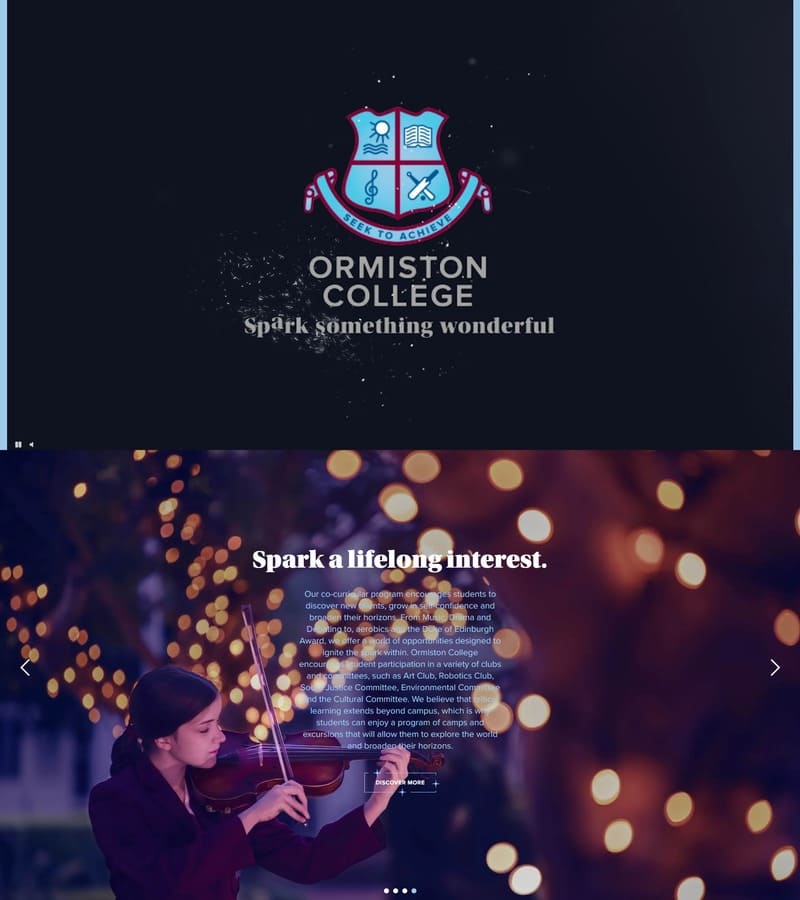 SEEK TO ACHIEVE
ORMISTON
COLLEGE
Spark something wonderful
Spark a lifelong interest.
Our co-curricular program encourages students to
discover new talents, grow in self-confidence and
broaden their horizons. From Music, Drama and
Debating to, aerobics and the Duke of Edinburgh
Award, we offer a world of opportunities designed to
ignite the spark within. Ormiston College
encourages student participation in a variety of clubs
and committees, such as Art Club, Robotics Club,
Social Justice Committee, Environmental Committee
and the Cultural Committee. We believe that
learning extends beyond campus, which is why
students can enjoy a program of camps and
excursions that will allow them to explore the world
and broaden their horizons.
DISCOVER MORE